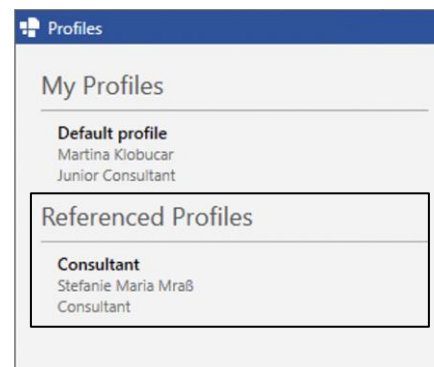 Profiles
My Profiles
Default profile
Martina Klobucar
Junior Consultant
Referenced Profiles
Consultant
Stefanie Maria Mraß
Consultant